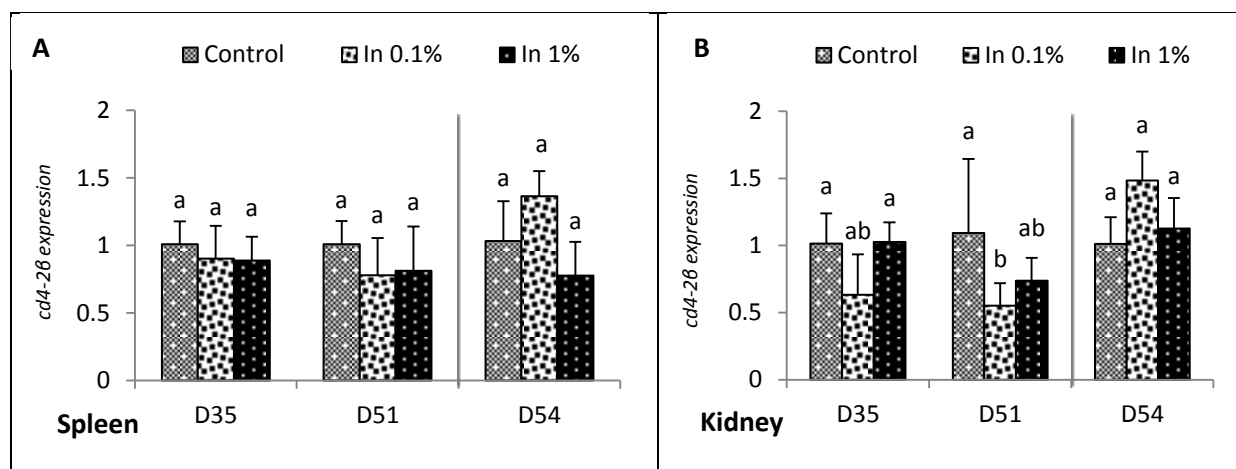 A
Control In 0.1% In 1%
cd4-2β expression
2
1.5
1
0.5
0
a a a a a a a a a
D35 D51 D54
Spleen
B
Control In 0.1% In 1%
cd4-2β expression
2
1.5
1
0.5
0
a ab a a b ab a a a
D35 D51 D54
Kidney